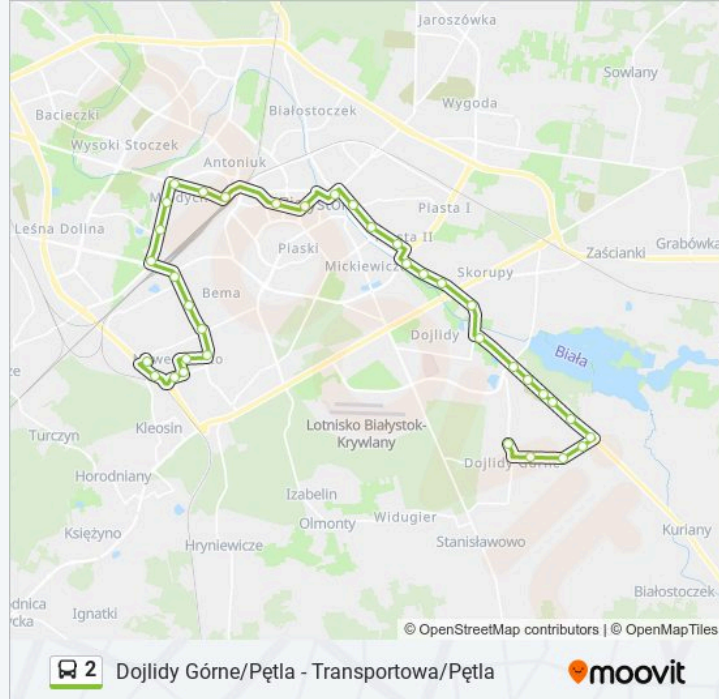 Jaroszówka
Sowlany
Bacieczki
Białostoczek
Wygoda
Wysoki Stoczek
Antoniuk
Piasta I
Leśna Dolina
Piasta II
Grabówka
Zaścianki
Piaski
Mickiewicza
Skorupy
Bema
Dojlidy
Biała
Kleosin
Lotnisko Białystok-
Krywlany
Turczyn
Dojlidy Górne
Horodniany
Izabelin
Widugier
Olmonty
Kuriany
Księżyno
Hryniewicze
Stanisławowo
Białostoczek
Ignatki
© OpenStreetMap contributors | © OpenMapTiles
2 Dojlidy Górne/Pętla - Transportowa/Pętla moovit